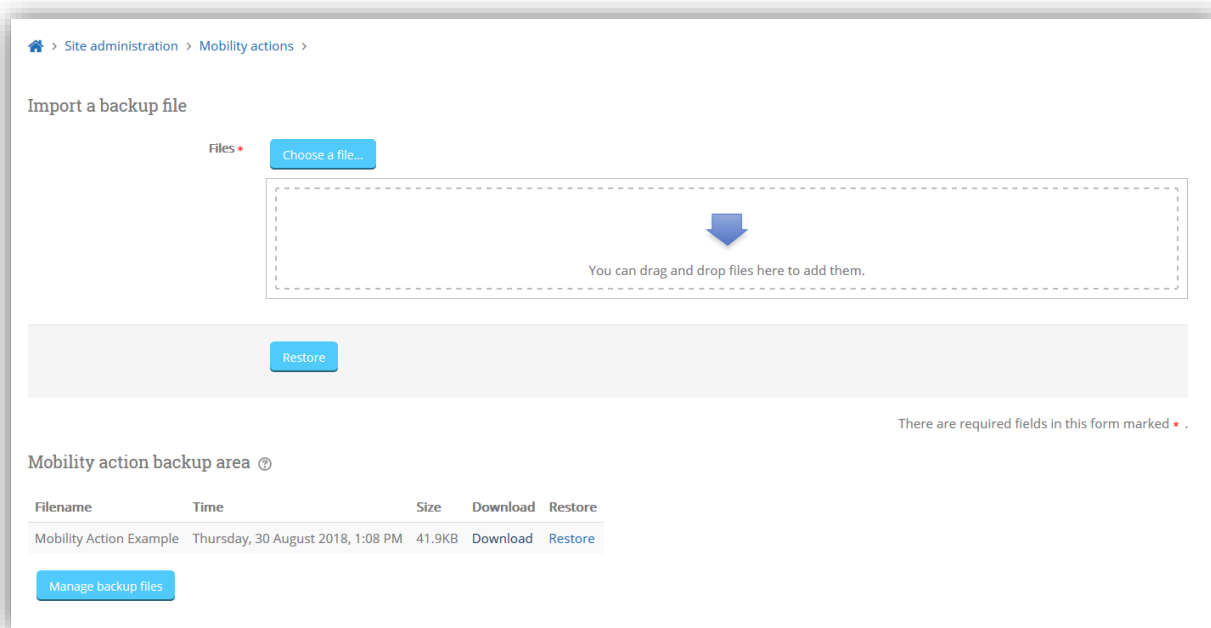 > Site administration > Mobility actions >
Import a backup file
Files *
Choose a file...
You can drag and drop files here to add them.
Restore
There are required fields in this form marked * .
Mobility action backup area ?
Filename Time Size Download Restore
Mobility Action Example Thursday, 30 August 2018, 1:08 PM 41.9KB Download Restore
Manage backup files